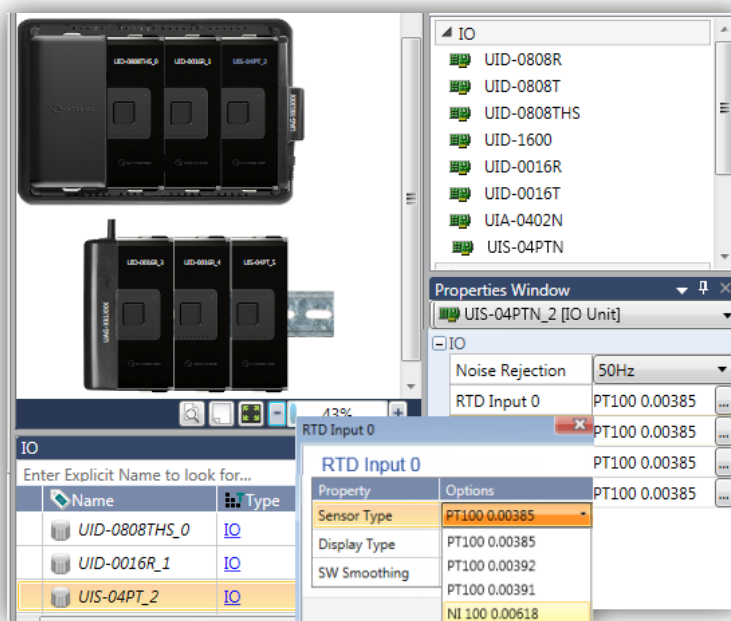 UID-0808THS_0
UID-0016R_1
UIS-04PT_2
UID-0016R_3
UID-0016R_4
UIS-04PT_5
IO
UID-0808R
UID-0808T
UID-0808THS
UID-1600
UID-0016R
UID-0016T
UIA-0402N
UIS-04PTN
Properties Window
UIS-04PTN_2 [IO Unit]
IO
Noise Rejection 50Hz
RTD Input 0 PT100 0.00385 ...
PT100 0.00385 ...
PT100 0.00385 ...
PT100 0.00385 ...
43%
IO
Enter Explicit Name to look for...
Name Type
UID-0808THS_0 IO
UID-0016R_1 IO
UIS-04PT_2 IO
RTD Input 0
RTD Input 0
Property Options
Sensor Type PT100 0.00385
Display Type
SW Smoothing
PT100 0.00385
PT100 0.00392
PT100 0.00391
NI 100 0.00618